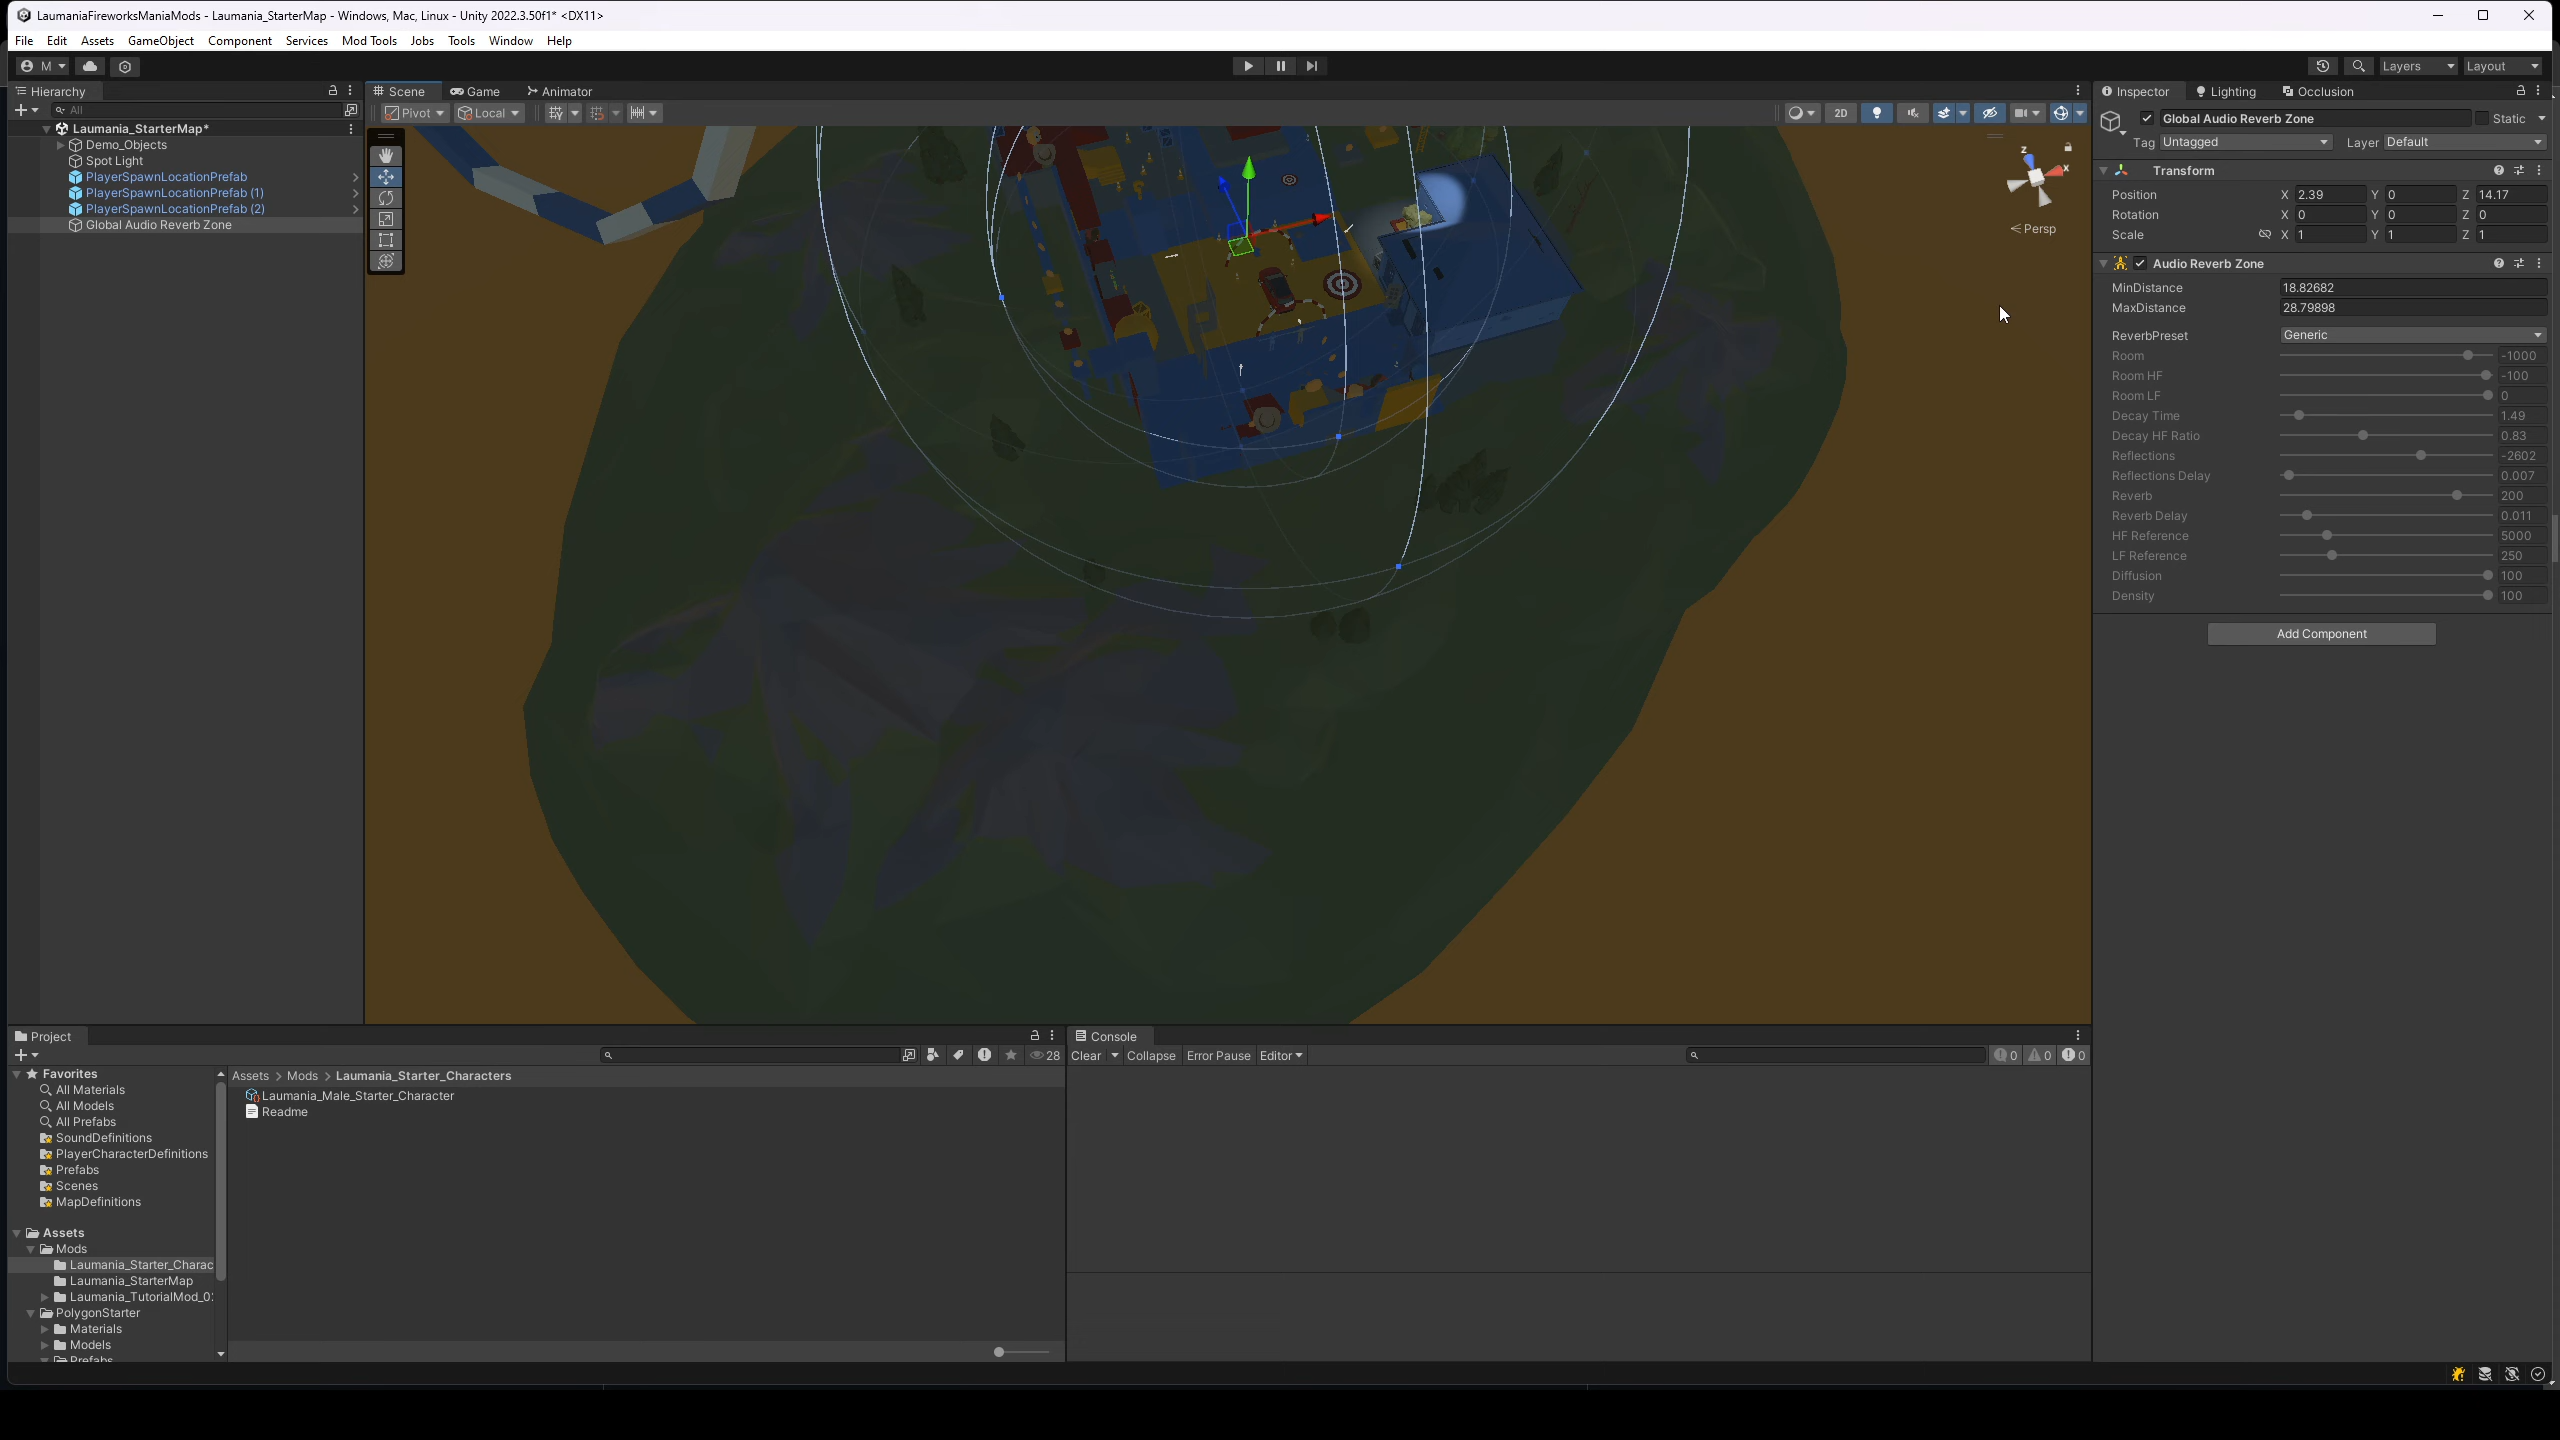 LaumaniaFireworksManiaMods - Laumania_StarterMap - Windows, Mac, Linux - Unity 2022.3.50f1* <DX11>
File Edit Assets GameObject Component Services Mod Tools Jobs Tools Window Help
M Layers Layout
Hierarchy
All
Laumania_StarterMap*
Demo_Objects
Spot Light
PlayerSpawnLocationPrefab
PlayerSpawnLocationPrefab (1)
PlayerSpawnLocationPrefab (2)
Global Audio Reverb Zone
Scene Game Animator
Pivot Local 2D
z
x
Persp
Inspector Lighting Occlusion
Global Audio Reverb Zone Static
Tag Untagged Layer Default
Transform
Position X 2.39 Y 0 Z 14.17
Rotation X 0 Y 0 Z 0
Scale X 1 Y 1 Z 1
Audio Reverb Zone
MinDistance 18.82682
MaxDistance 28.79898
ReverbPreset Generic
Room -1000
Room HF -100
Room LF 0
Decay Time 1.49
Decay HF Ratio 0.83
Reflections -2602
Reflections Delay 0.007
Reverb 200
Reverb Delay 0.011
HF Reference 5000
LF Reference 250
Diffusion 100
Density 100
Add Component
Project
28
Favorites
All Materials
All Models
All Prefabs
SoundDefinitions
PlayerCharacterDefinitions
Prefabs
Scenes
MapDefinitions
Assets
Mods
Laumania_Starter_Charac
Laumania_StarterMap
Laumania_TutorialMod_0
PolygonStarter
Materials
Models
Prefabs
Assets > Mods > Laumania_Starter_Characters
Laumania_Male_Starter_Character
Readme
Console
Clear Collapse Error Pause Editor 0 0 0